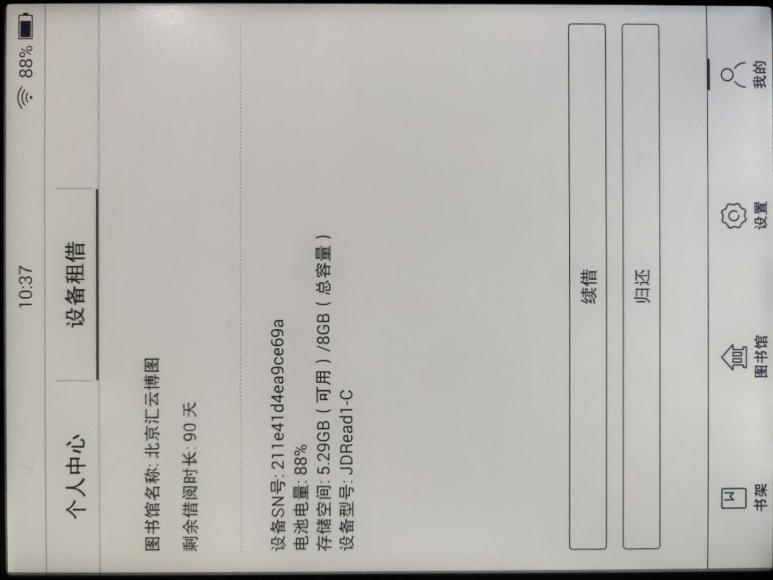 10:37
88%
个人中心
设备租借
图书馆名称: 北京汇云博图
剩余借阅时长: 90 天
设备SN号: 211e41d4ea9ce69a
电池电量: 88%
存储空间: 5.29GB ( 可用 ) /8GB ( 总容量 )
设备型号: JDRead1-C
续借
归还
书架
图书馆
设置
我的